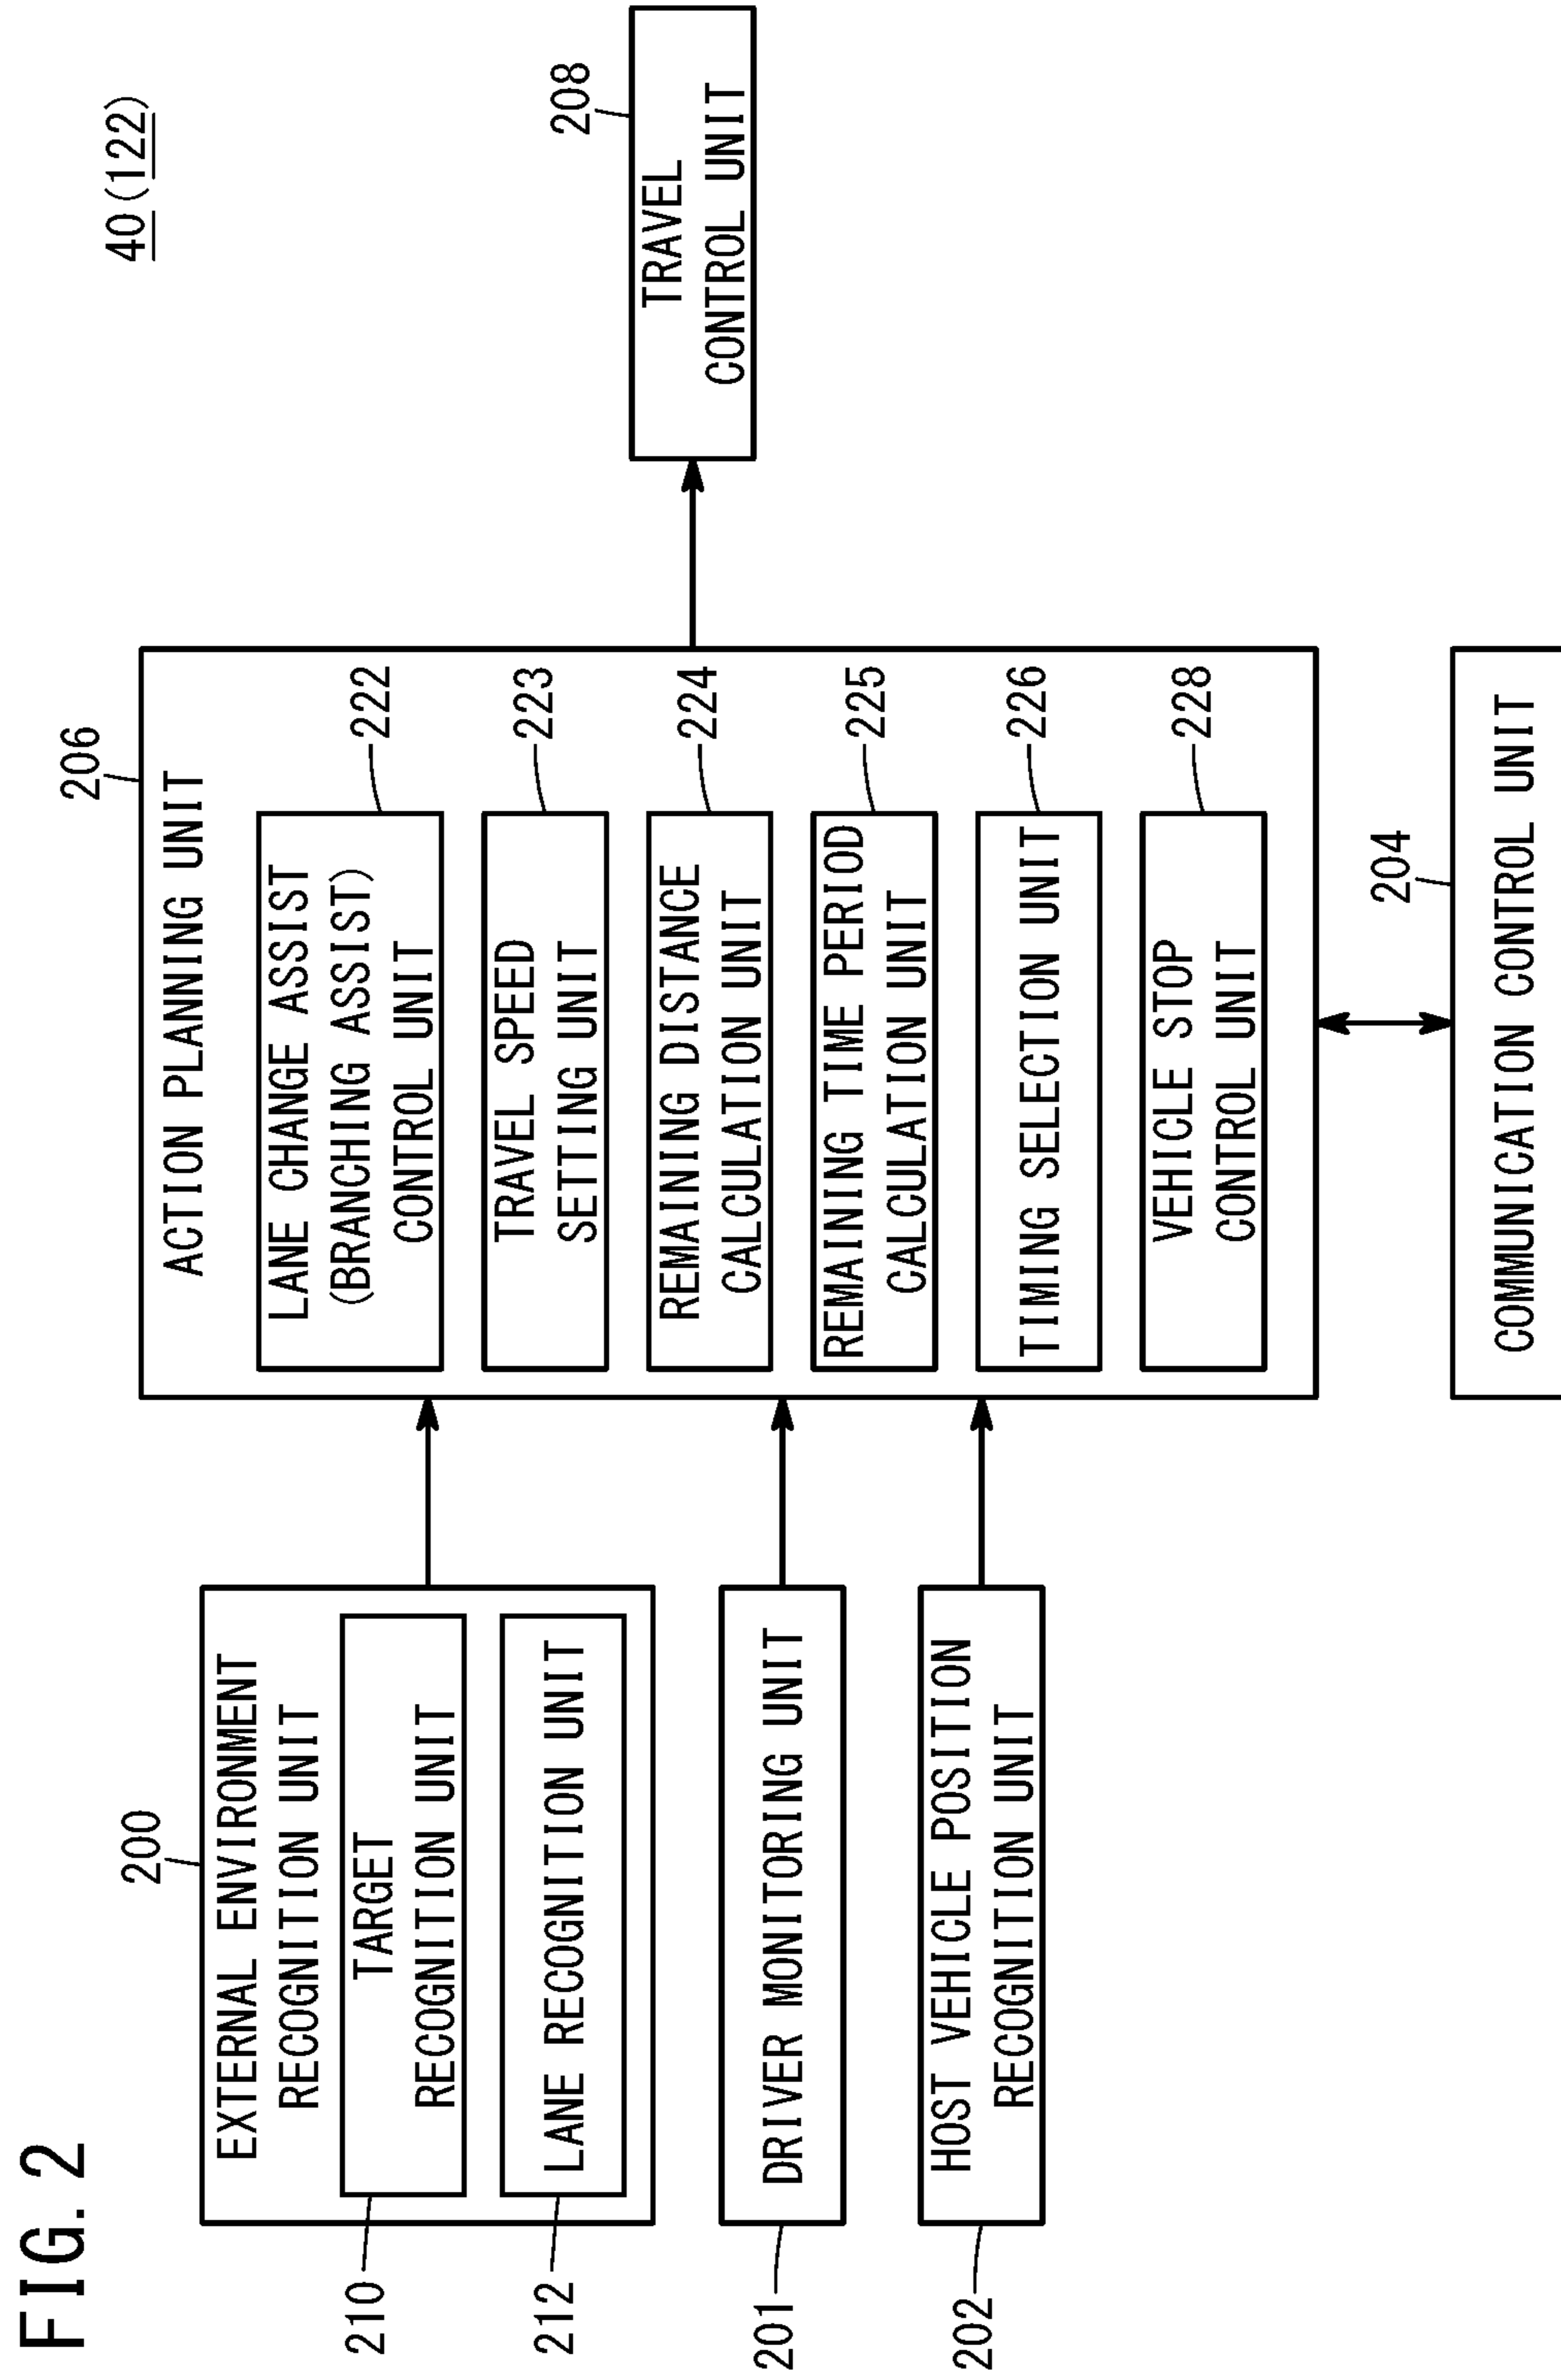 FIG. 2
40(122)
200
EXTERNAL ENVIRONMENT
RECOGNITION UNIT
210
TARGET
RECOGNITION UNIT
212
LANE RECOGNITION UNIT
201
DRIVER MONITORING UNIT
202
HOST VEHICLE POSITION
RECOGNITION UNIT
206
ACTION PLANNING UNIT
LANE CHANGE ASSIST
(BRANCHING ASSIST)
CONTROL UNIT
222
TRAVEL SPEED
SETTING UNIT
223
REMAINING DISTANCE
CALCULATION UNIT
224
REMAINING TIME PERIOD
CALCULATION UNIT
225
TIMING SELECTION UNIT
226
VEHICLE STOP
CONTROL UNIT
228
204
COMMUNICATION CONTROL UNIT
208
TRAVEL
CONTROL UNIT